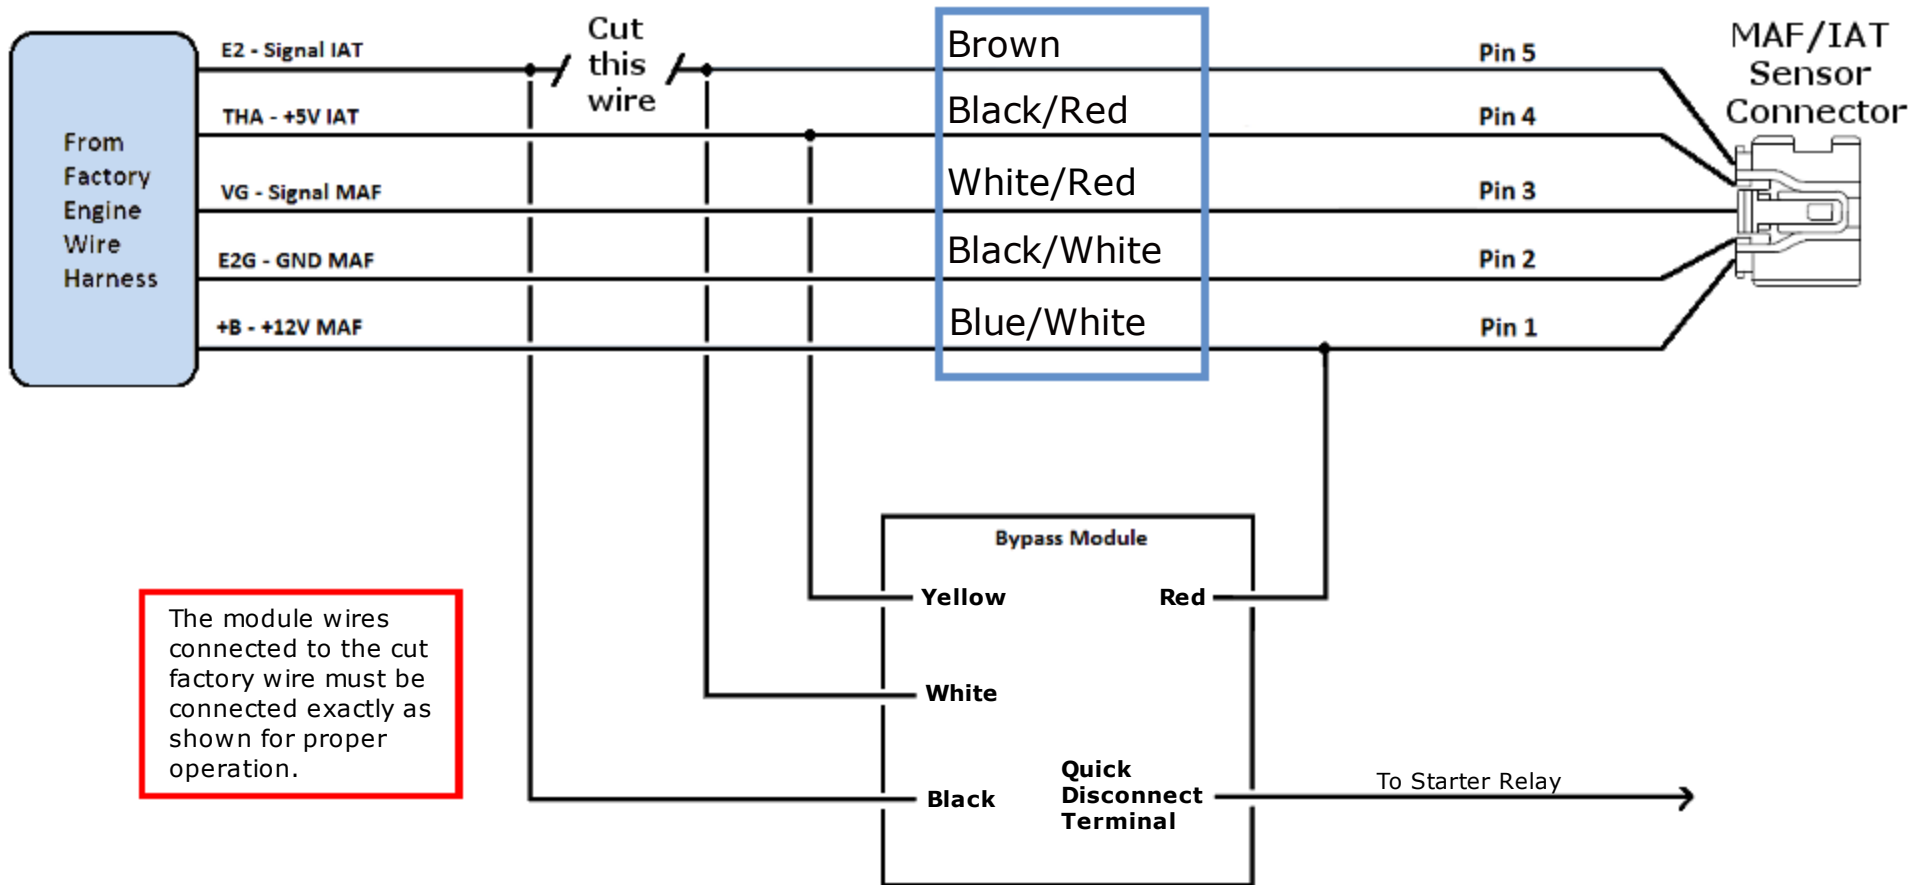 E2 - Signal IAT
Cut
this
wire
Brown
Pin 5
MAF/IAT
Sensor
Connector
THA - +5V IAT
Black/Red
Pin 4
From
Factory
Engine
Wire
Harness
VG - Signal MAF
White/Red
Pin 3
E2G - GND MAF
Black/White
Pin 2
+B - +12V MAF
Blue/White
Pin 1
Bypass Module
Yellow
Red
White
Black
Quick
Disconnect
Terminal
To Starter Relay
The module wires
connected to the cut
factory wire must be
connected exactly as
shown for proper
operation.